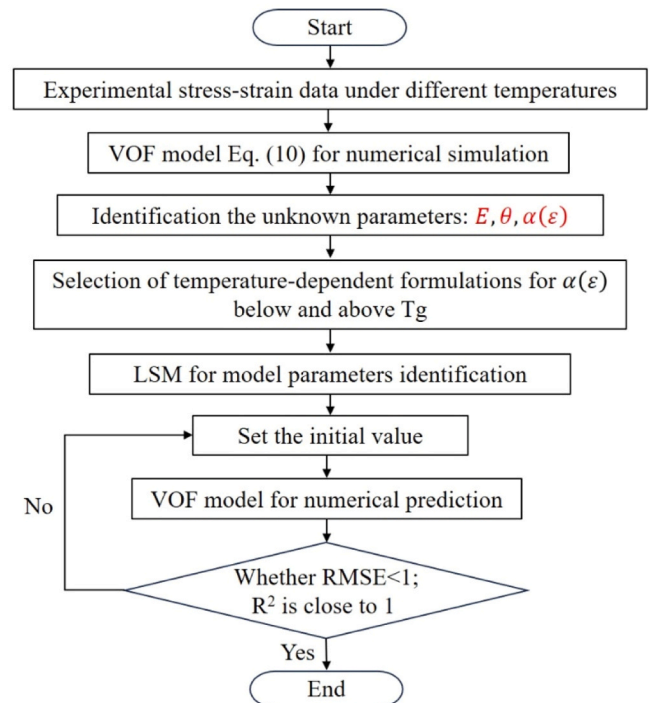 Start
Experimental stress-strain data under different temperatures
VOF model Eq. (10) for numerical simulation
Identification the unknown parameters: E, θ, α(ε)
Selection of temperature-dependent formulations for α(ε)
below and above Tg
LSM for model parameters identification
Set the initial value
No
VOF model for numerical prediction
Whether RMSE<1;
R² is close to 1
Yes
End